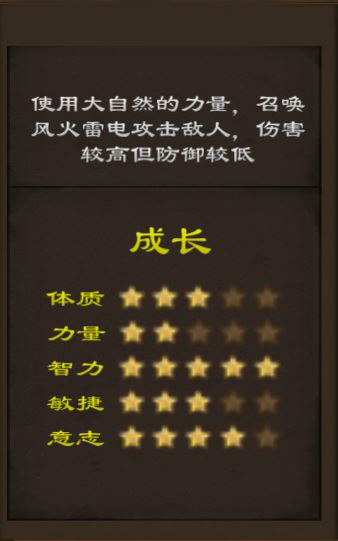 使用大自然的力量，召唤
风火雷电攻击敌人，伤害
较高但防御较低
成长
体质
力量
智力
敏捷
意志